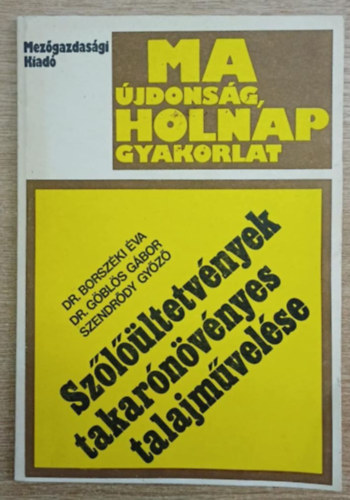 Mezőgazdasági
Kiadó
MA
ÚJDONSÁG,
HOLNAP
GYAKORLAT
DR. BORSZÉKI ÉVA
DR. GÖBLÖS GÁBOR
SZENDRŐDY GYŐZŐ
Szőlőültetvények
takarónövényes
talajművelése